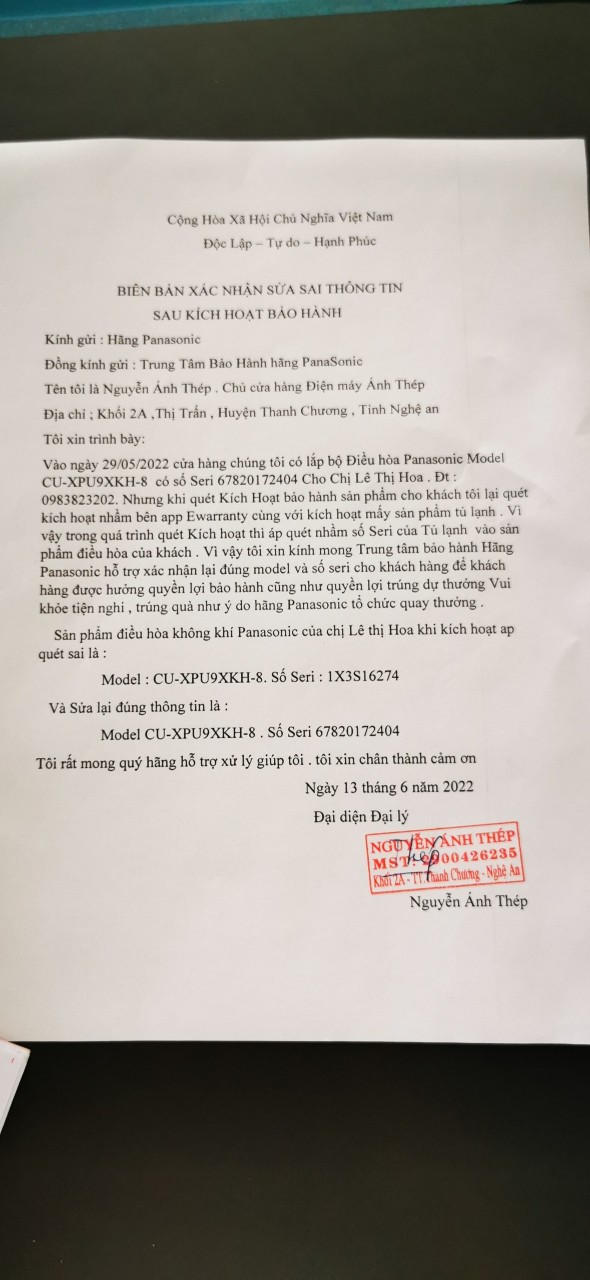 Cộng Hòa Xã Hội Chủ Nghĩa Việt Nam
Độc Lập – Tự do – Hạnh Phúc
BIÊN BẢN XÁC NHẬN SỬA SAI THÔNG TIN
SAU KÍCH HOẠT BẢO HÀNH
Kính gửi : Hãng Panasonic
Đồng kính gửi : Trung Tâm Bảo Hành hãng PanaSonic
Tên tôi là Nguyễn Ánh Thép . Chủ cửa hàng Điện máy Ánh Thép
Địa chỉ ; Khối 2A ,Thị Trấn , Huyện Thanh Chương , Tỉnh Nghệ an
Tôi xin trình bày:
Vào ngày 29/05/2022 cửa hàng chúng tôi có lắp bộ Điều hòa Panasonic Model
CU-XPU9XKH-8 có số Seri 67820172404 Cho Chị Lê Thị Hoa . Đt :
0983823202. Nhưng khi quét Kích Hoạt bảo hành sản phẩm cho khách tôi lại quét
kích hoạt nhầm bên app Ewarranty cùng với kích hoạt mấy sản phẩm tủ lạnh . Vì
vậy trong quá trình quét Kích hoạt thì áp quét nhầm số Seri của Tủ lạnh vào sản
phẩm điều hòa của khách . Vì vậy tôi xin kính mong Trung tâm bảo hành Hãng
Panasonic hỗ trợ xác nhận lại đúng model và số seri cho khách hàng để khách
hàng được hưởng quyền lợi bảo hành cũng như quyền lợi trúng dự thưởng Vui
khỏe tiện nghi , trúng quà như ý do hãng Panasonic tổ chức quay thưởng .
Sản phẩm điều hòa không khí Panasonic của chị Lê thị Hoa khi kích hoạt ap
quét sai là :
Model : CU-XPU9XKH-8. Số Seri : 1X3S16274
Và Sửa lại đúng thông tin là :
Model CU-XPU9XKH-8 . Số Seri 67820172404
Tôi rất mong quý hãng hỗ trợ xử lý giúp tôi . tôi xin chân thành cảm ơn
Ngày 13 tháng 6 năm 2022
Đại diện Đại lý
NGUYỄN ÁNH THÉP
MST: 2900426235
Khối 2A - TT.Thanh Chương - Nghệ An
Thép
Nguyễn Ánh Thép